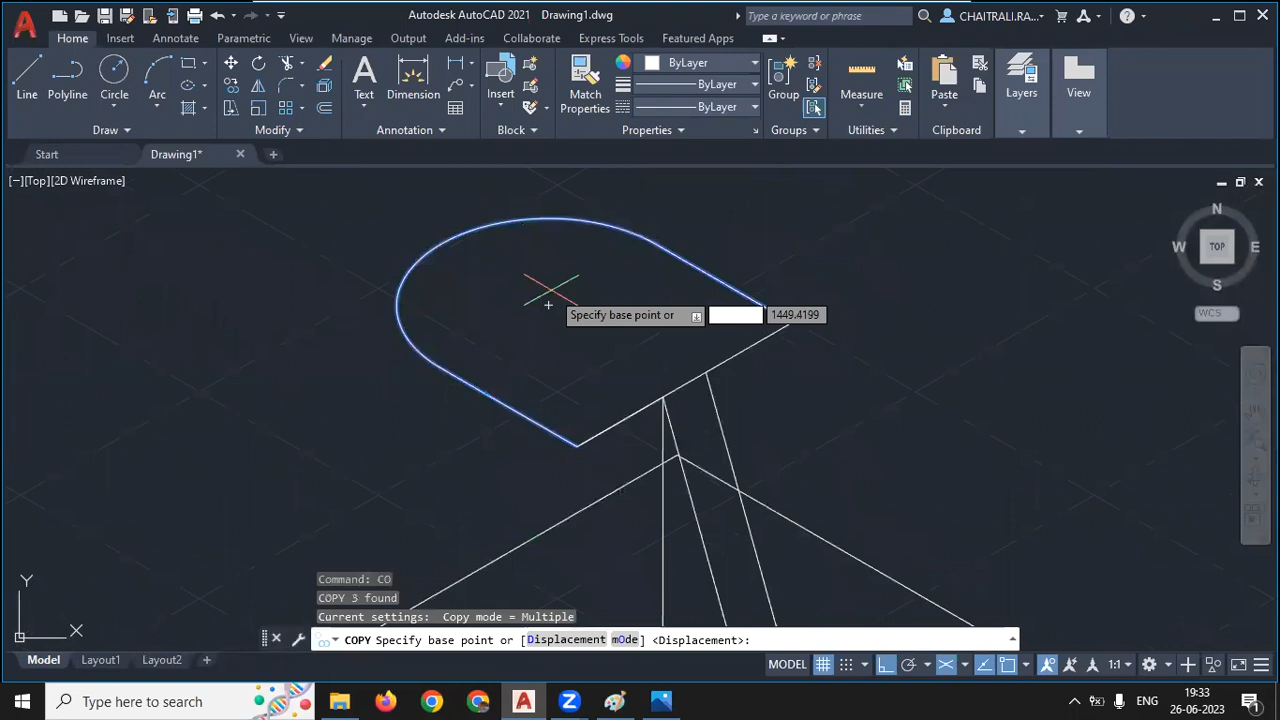 Autodesk AutoCAD 2021 Drawing1.dwg
Type a keyword or phrase
CHAITRALI.RA...
Home Insert Annotate Parametric View Manage Output Add-ins Collaborate Express Tools Featured Apps
Line Polyline Circle Arc
Text Dimension
Insert
Match
Properties
ByLayer
ByLayer
ByLayer
Group
Measure
Paste
Layers
View
Draw Modify Annotation Block Properties Groups Utilities Clipboard
Start Drawing1*
[−][Top][2D Wireframe]
N
W TOP E
S
WCS
Specify base point or 1449.4199
Y
X
Command: CO
COPY 3 found
Current settings: Copy mode = Multiple
COPY Specify base point or [Displacement mOde] <Displacement>:
Model Layout1 Layout2
MODEL 1:1
Type here to search
ENG
19:33
26-06-2023
1